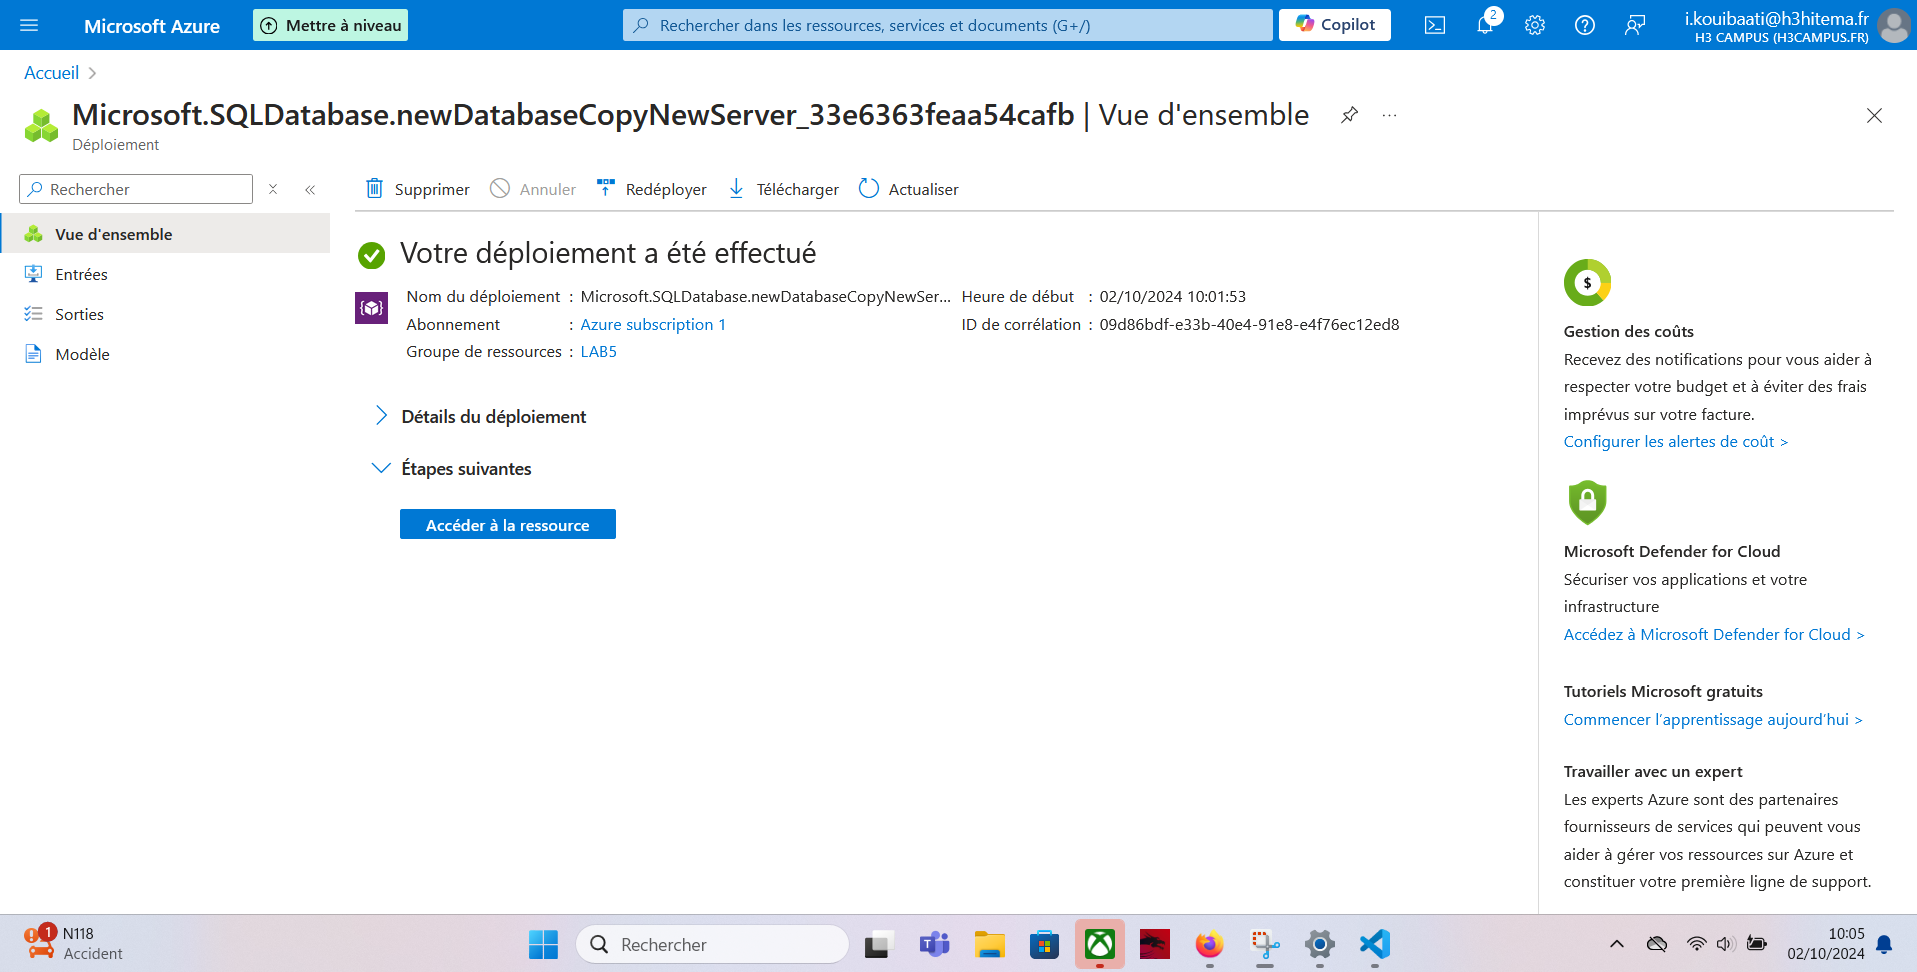 Microsoft Azure
Mettre à niveau
Rechercher dans les ressources, services et documents (G+/)
Copilot
2
i.kouibaati@h3hitema.fr
H3 CAMPUS (H3CAMPUS.FR)
Accueil
Microsoft.SQLDatabase.newDatabaseCopyNewServer_33e6363feaa54cafb | Vue d'ensemble
Déploiement
Rechercher
Supprimer
Annuler
Redéployer
Télécharger
Actualiser
Vue d'ensemble
Entrées
Sorties
Modèle
Votre déploiement a été effectué
Nom du déploiement : Microsoft.SQLDatabase.newDatabaseCopyNewSer...
Abonnement : Azure subscription 1
Groupe de ressources : LAB5
Heure de début : 02/10/2024 10:01:53
ID de corrélation : 09d86bdf-e33b-40e4-91e8-e4f76ec12ed8
Détails du déploiement
Étapes suivantes
Accéder à la ressource
$
Gestion des coûts
Recevez des notifications pour vous aider à
respecter votre budget et à éviter des frais
imprévus sur votre facture.
Configurer les alertes de coût >
Microsoft Defender for Cloud
Sécuriser vos applications et votre
infrastructure
Accédez à Microsoft Defender for Cloud >
Tutoriels Microsoft gratuits
Commencer l’apprentissage aujourd’hui >
Travailler avec un expert
Les experts Azure sont des partenaires
fournisseurs de services qui peuvent vous
aider à gérer vos ressources sur Azure et
constituer votre première ligne de support.
1
N118
Accident
Rechercher
10:05
02/10/2024